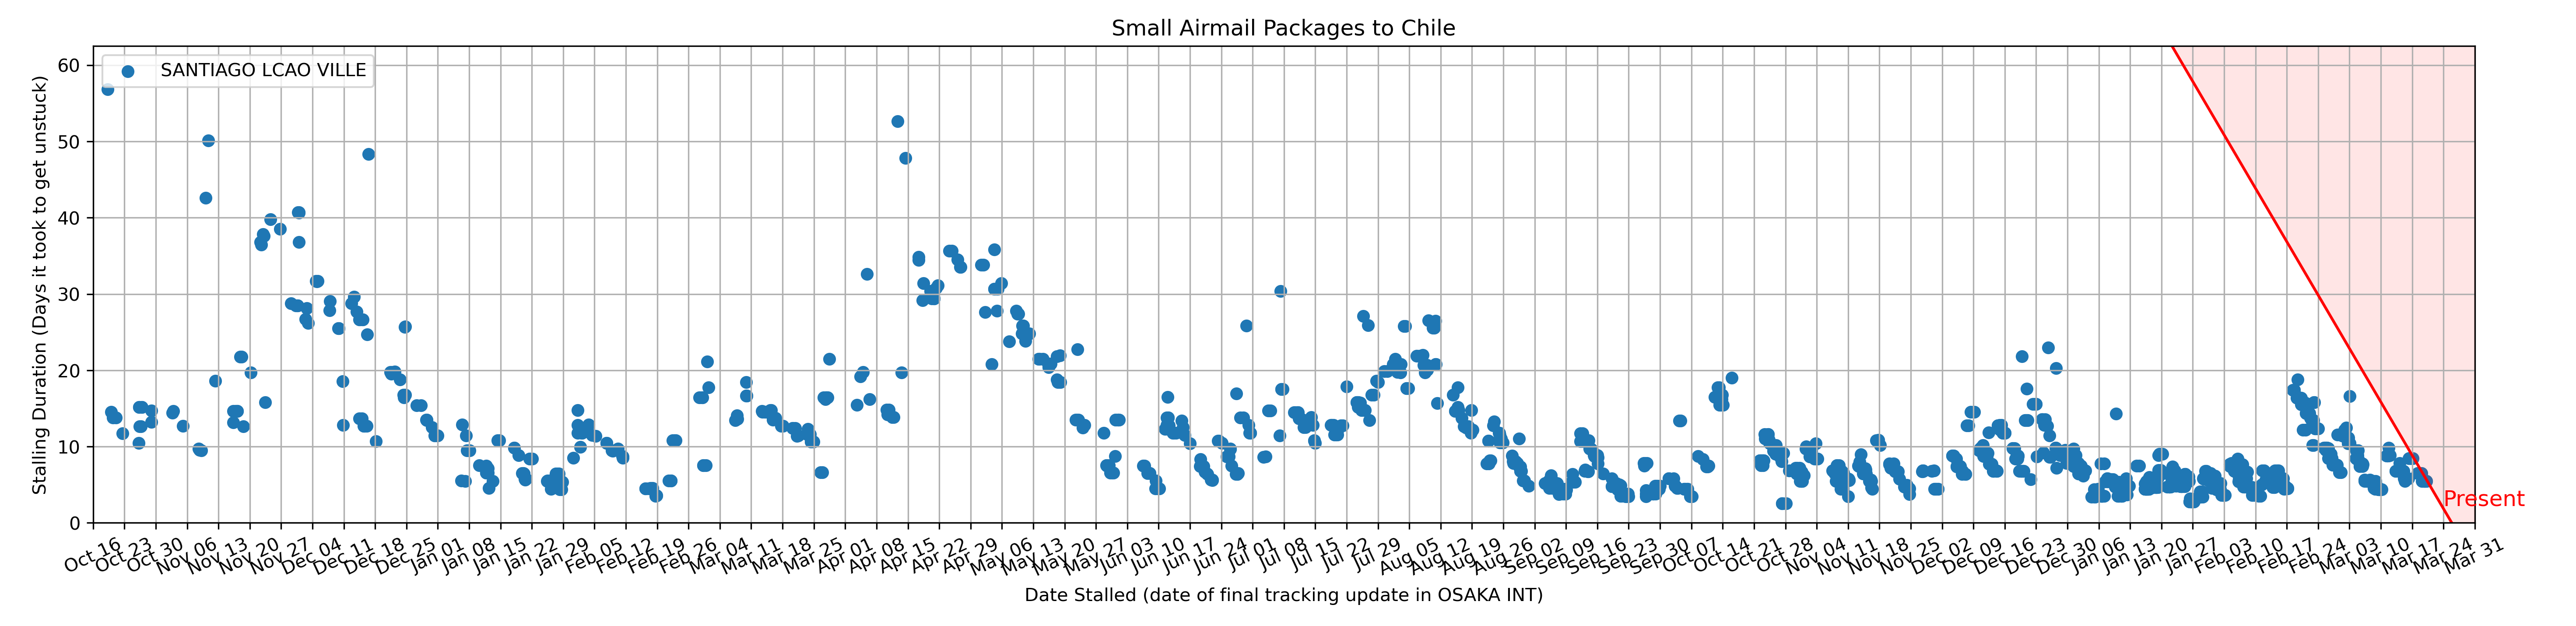 Small Airmail Packages to Chile
SANTIAGO LCAO VILLE
Stalling Duration (Days it took to get unstuck)
60
50
40
30
20
10
0
Present
Oct 16
Oct 23
Oct 30
Nov 06
Nov 13
Nov 20
Nov 27
Dec 04
Dec 11
Dec 18
Dec 25
Jan 01
Jan 08
Jan 15
Jan 22
Jan 29
Feb 05
Feb 12
Feb 19
Feb 26
Mar 04
Mar 11
Mar 18
Mar 25
Apr 01
Apr 08
Apr 15
Apr 22
Apr 29
May 06
May 13
May 20
May 27
Jun 03
Jun 10
Jun 17
Jun 24
Jul 01
Jul 08
Jul 15
Jul 22
Jul 29
Aug 05
Aug 12
Aug 19
Aug 26
Sep 02
Sep 09
Sep 16
Sep 23
Sep 30
Oct 07
Oct 14
Oct 21
Oct 28
Nov 04
Nov 11
Nov 18
Nov 25
Dec 02
Dec 09
Dec 16
Dec 23
Dec 30
Jan 06
Jan 13
Jan 20
Jan 27
Feb 03
Feb 10
Feb 17
Feb 24
Mar 03
Mar 10
Mar 17
Mar 24
Mar 31
Date Stalled (date of final tracking update in OSAKA INT)